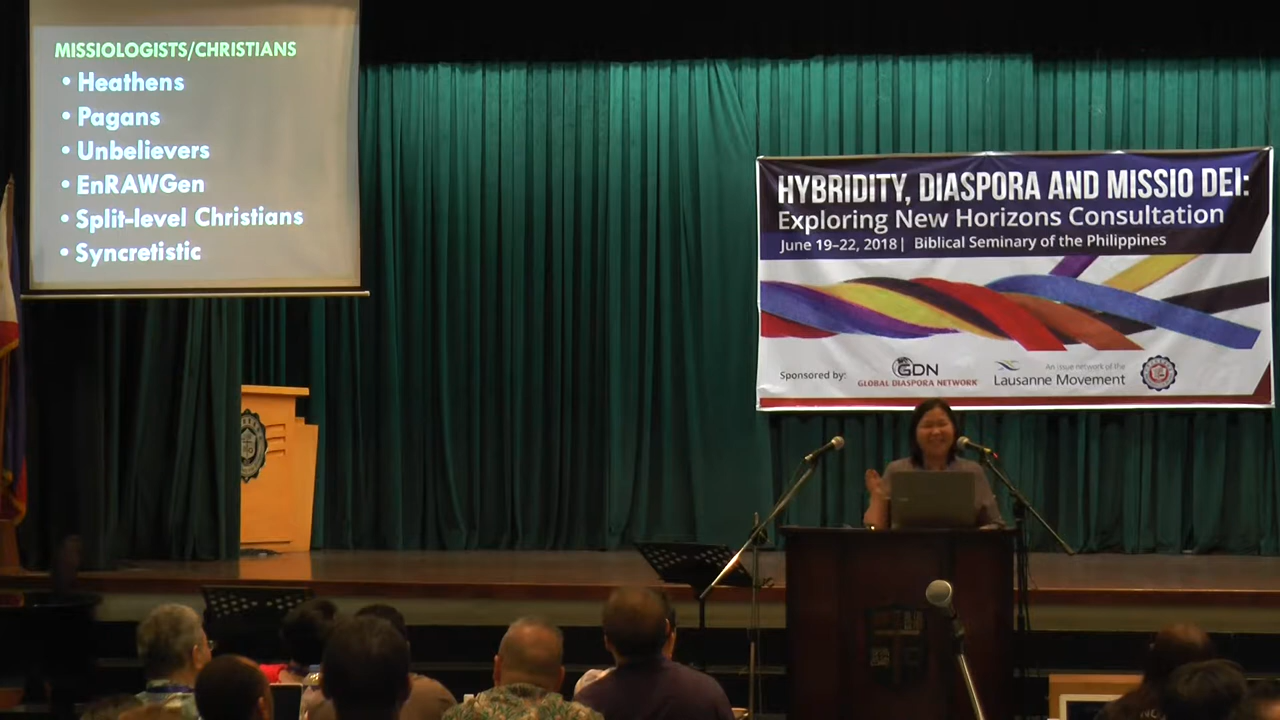 MISSIOLOGISTS/CHRISTIANS
• Heathens
• Pagans
• Unbelievers
• EnRAWGen
• Split-level Christians
• Syncretistic
HYBRIDITY, DIASPORA AND MISSIO DEI:
Exploring New Horizons Consultation
June 19–22, 2018 | Biblical Seminary of the Philippines
Sponsored by:
GDN
GLOBAL DIASPORA NETWORK
An issue network of the
Lausanne Movement